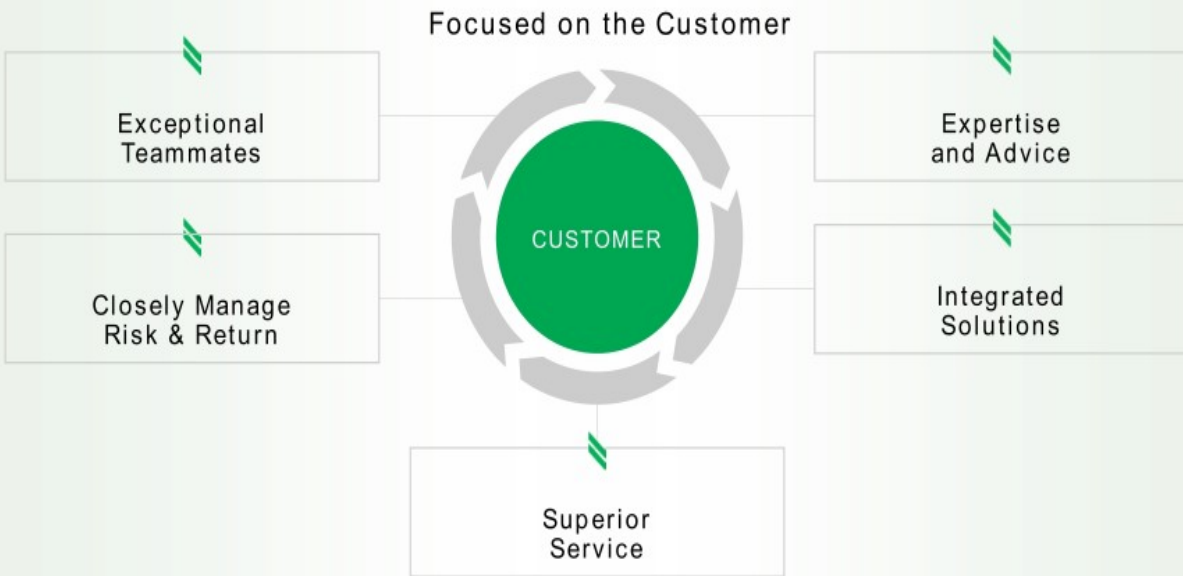 Focused on the Customer
Exceptional
Teammates
Expertise
and Advice
CUSTOMER
Closely Manage
Risk & Return
Integrated
Solutions
Superior
Service